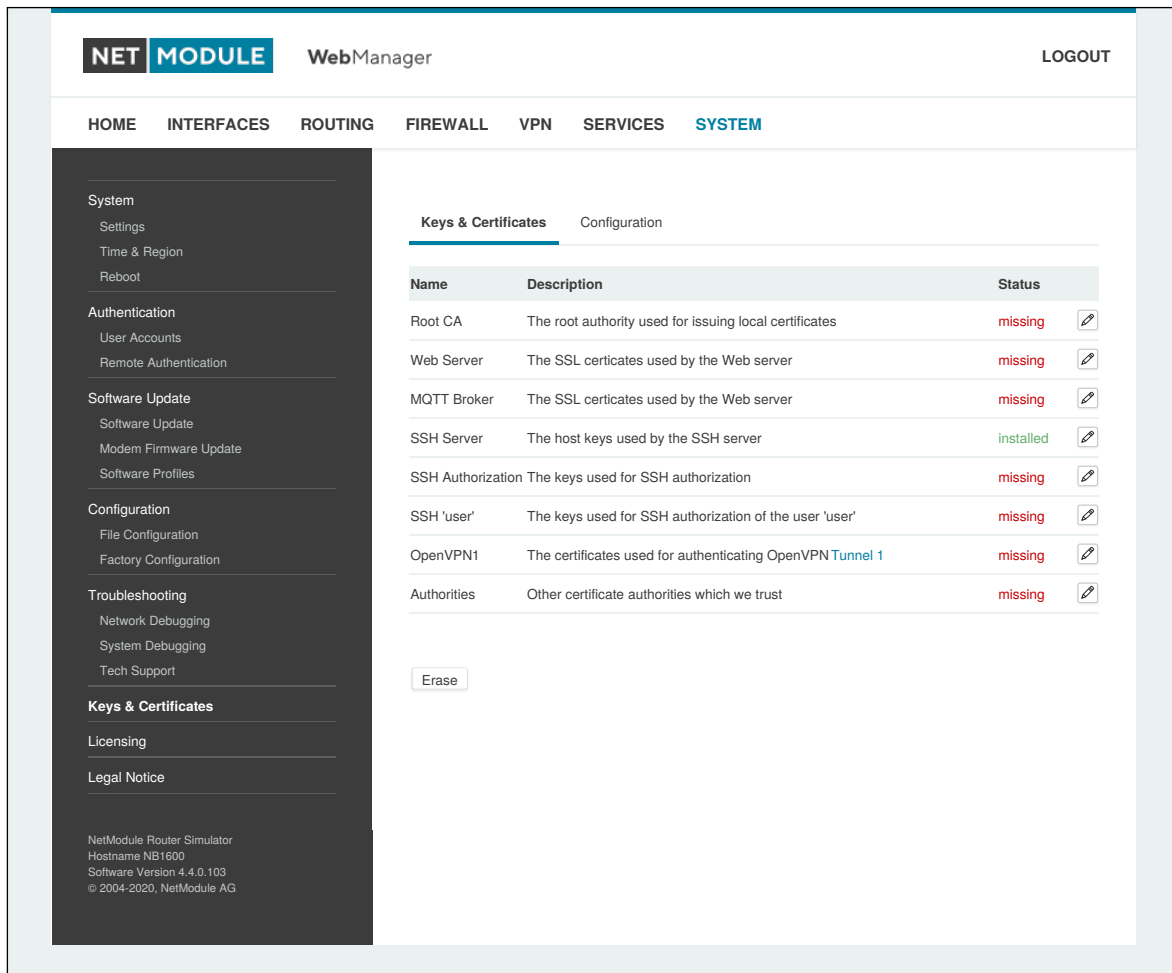 NET MODULE WebManager LOGOUT
HOME INTERFACES ROUTING FIREWALL VPN SERVICES SYSTEM
System
Settings
Time & Region
Reboot
Authentication
User Accounts
Remote Authentication
Software Update
Software Update
Modem Firmware Update
Software Profiles
Configuration
File Configuration
Factory Configuration
Troubleshooting
Network Debugging
System Debugging
Tech Support
Keys & Certificates
Licensing
Legal Notice
NetModule Router Simulator
Hostname NB1600
Software Version 4.4.0.103
© 2004-2020, NetModule AG
Keys & Certificates Configuration
Name Description Status
Root CA The root authority used for issuing local certificates missing
Web Server The SSL certicates used by the Web server missing
MQTT Broker The SSL certicates used by the Web server missing
SSH Server The host keys used by the SSH server installed
SSH Authorization The keys used for SSH authorization missing
SSH 'user' The keys used for SSH authorization of the user 'user' missing
OpenVPN1 The certificates used for authenticating OpenVPN Tunnel 1 missing
Authorities Other certificate authorities which we trust missing
Erase